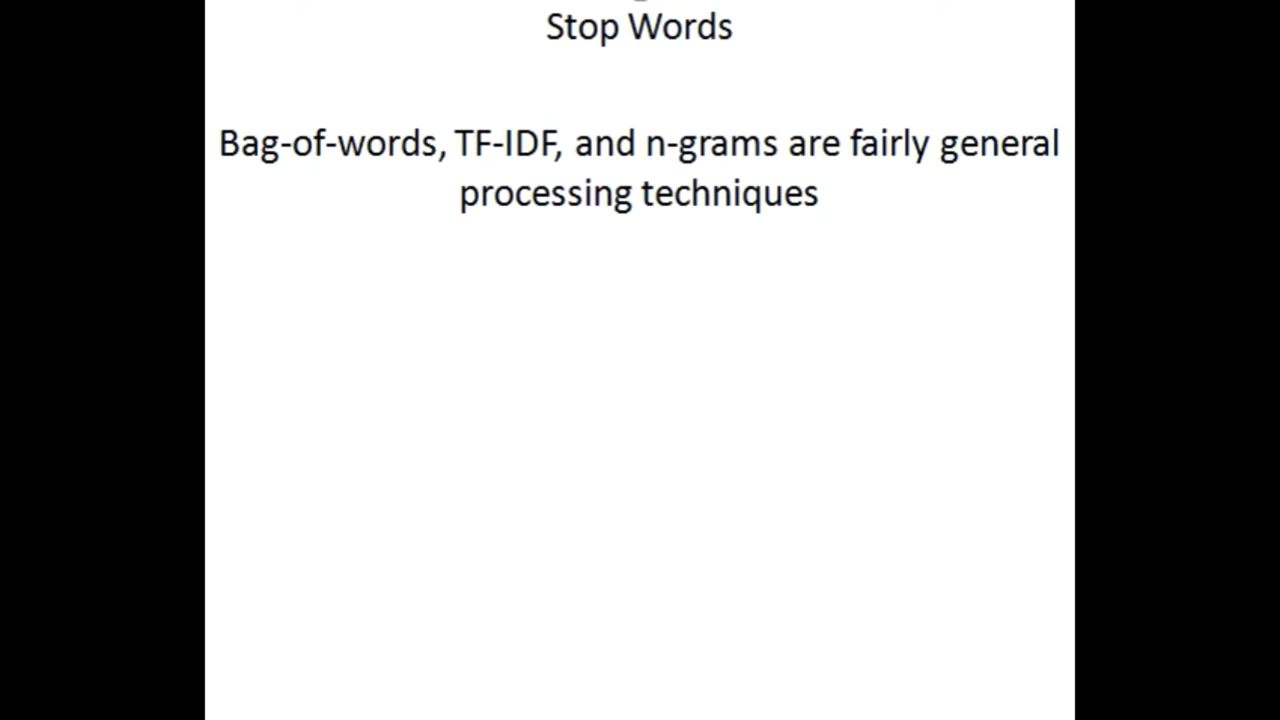 Stop Words
Bag-of-words, TF-IDF, and n-grams are fairly general
processing techniques